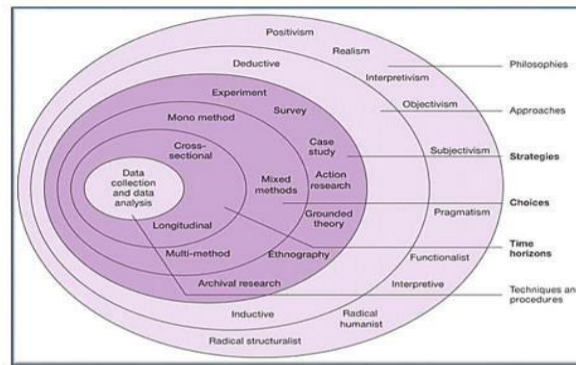 Positivism
Realism
Philosophies
Deductive
Interpretivism
Experiment
Objectivism
Approaches
Survey
Mono method
Cross-
sectional
Case
study
Subjectivism
Strategies
Data
collection
and data
analysis
Mixed
methods
Action
research
Choices
Grounded
theory
Pragmatism
Longitudinal
Time
horizons
Multi-method
Ethnography
Functionalist
Archival research
Interpretive
Techniques an
procedures
Inductive
Radical
humanist
Radical structuralist